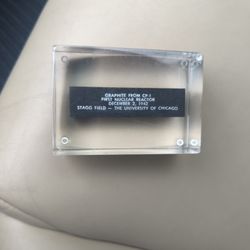 GRAPHITE FROM CP-1
FIRST NUCLEAR REACTOR
DECEMBER 2, 1942
STAGG FIELD — THE UNIVERSITY OF CHICAGO